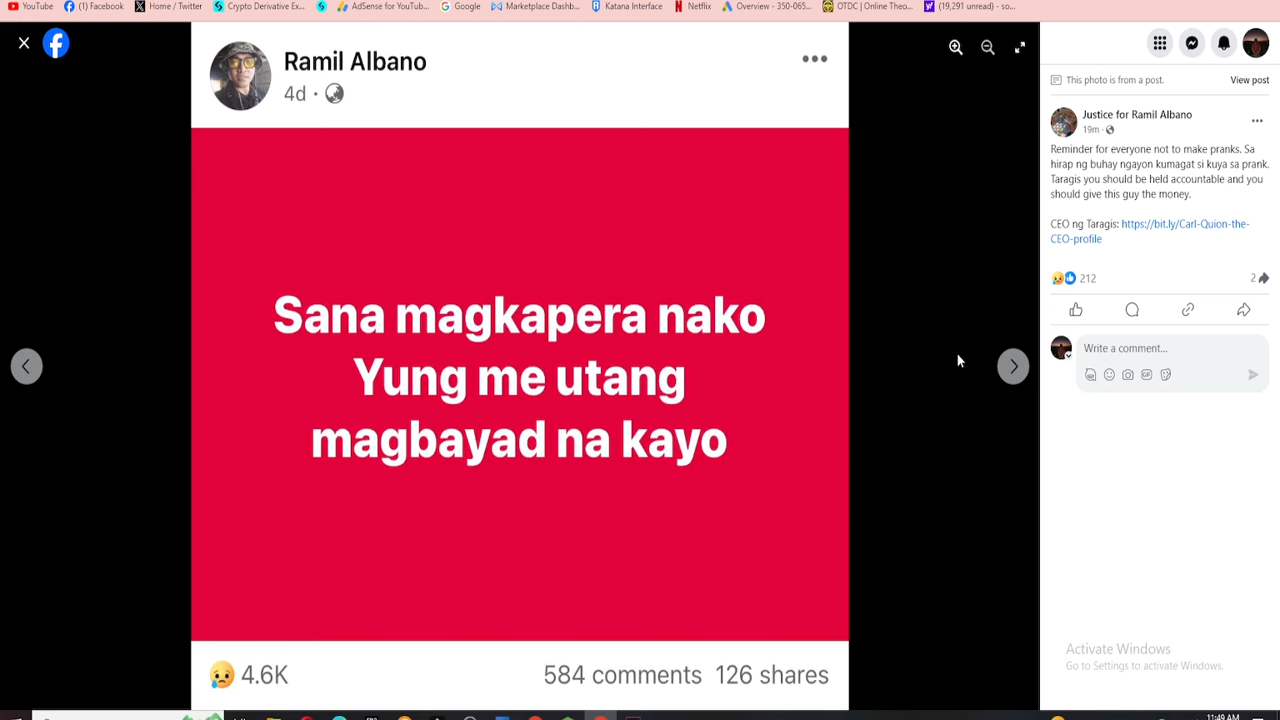 YouTube (1) Facebook Home / Twitter Crypto Derivative Ex... AdSense for YouTub... Google Marketplace Dashb... Katana Interface Netflix Overview - 350-065... OTDC | Online Theo... (19,291 unread) - so...
Ramil Albano
4d ·
Sana magkapera nako
Yung me utang
magbayad na kayo
4.6K 584 comments 126 shares
This photo is from a post. View post
Justice for Ramil Albano
19m ·
Reminder for everyone not to make pranks. Sa
hirap ng buhay ngayon kumagat si kuya sa prank.
Taragis you should be held accountable and you
should give this guy the money.
CEO ng Taragis: https://bit.ly/Carl-Quion-the-
CEO-profile
212 2
Write a comment...
Activate Windows
Go to Settings to activate Windows.
11:49 AM